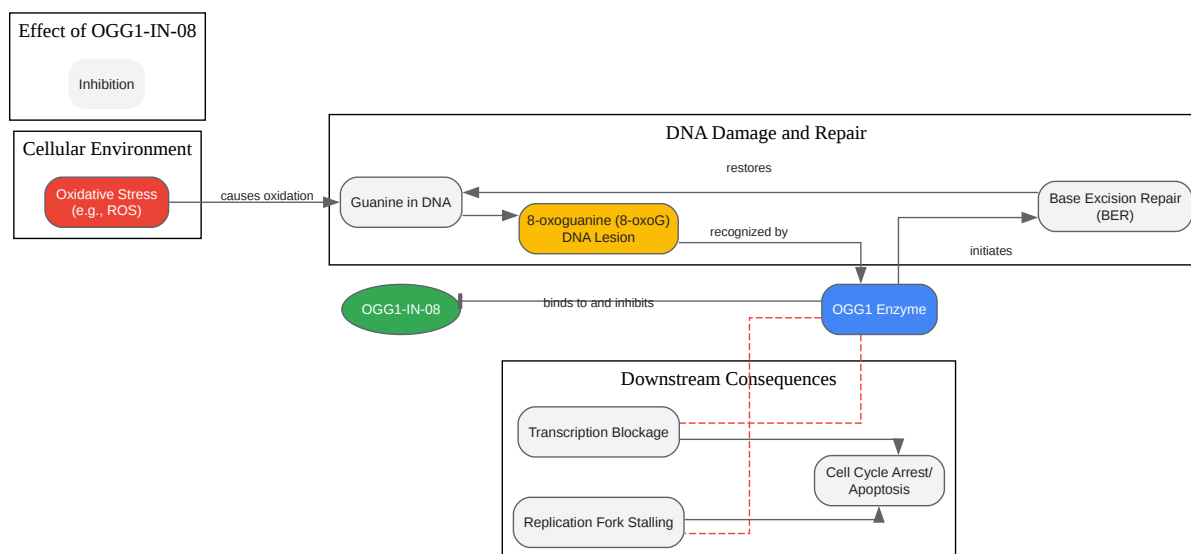 Effect of OGG1-IN-08
Inhibition
Cellular Environment
Oxidative Stress
(e.g., ROS)
causes oxidation
DNA Damage and Repair
restores
Guanine in DNA
8-oxoguanine (8-oxoG)
DNA Lesion
recognized by
Base Excision Repair
(BER)
initiates
OGG1-IN-08
binds to and inhibits
OGG1 Enzyme
Downstream Consequences
Transcription Blockage
Cell Cycle Arrest/
Apoptosis
Replication Fork Stalling